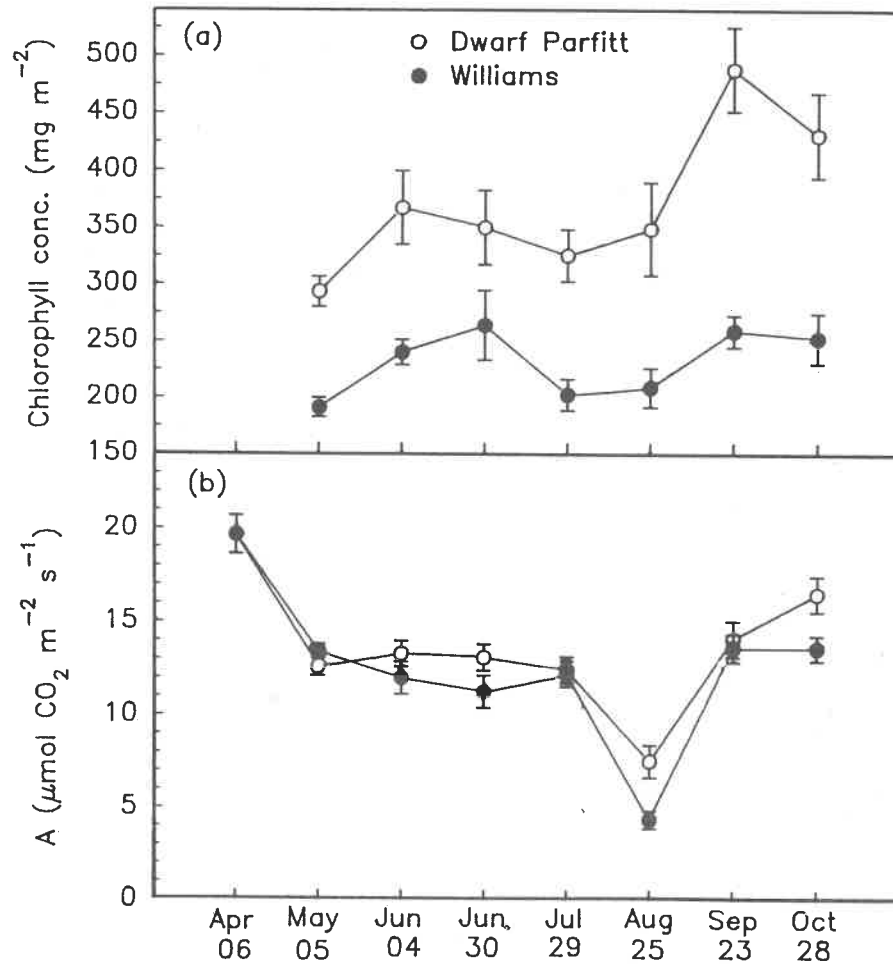 (a)
Dwarf Parfitt
Williams
Chlorophyll conc. (mg m⁻²)
500
450
400
350
300
250
200
150
(b)
A (μmol CO₂ m⁻² s⁻¹)
20
15
10
5
0
Apr May Jun Jun Jul Aug Sep Oct
06 05 04 30 29 25 23 28